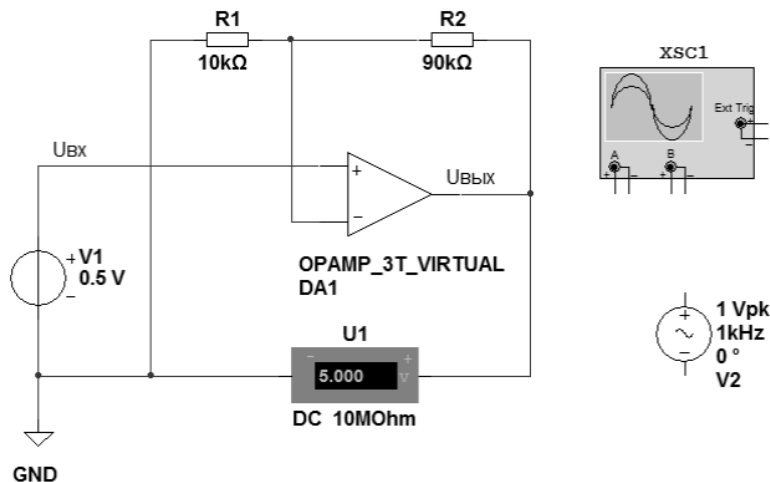 R1
10kΩ
R2
90kΩ
XSC1
Ext Trig
+
−
A
B
+ − + −
Uвх
Uвых
+
−
+ V1
0.5 V
−
OPAMP_3T_VIRTUAL
DA1
U1
− +
5.000 V
DC 10MOhm
+
−
1 Vpk
1kHz
0 °
V2
GND